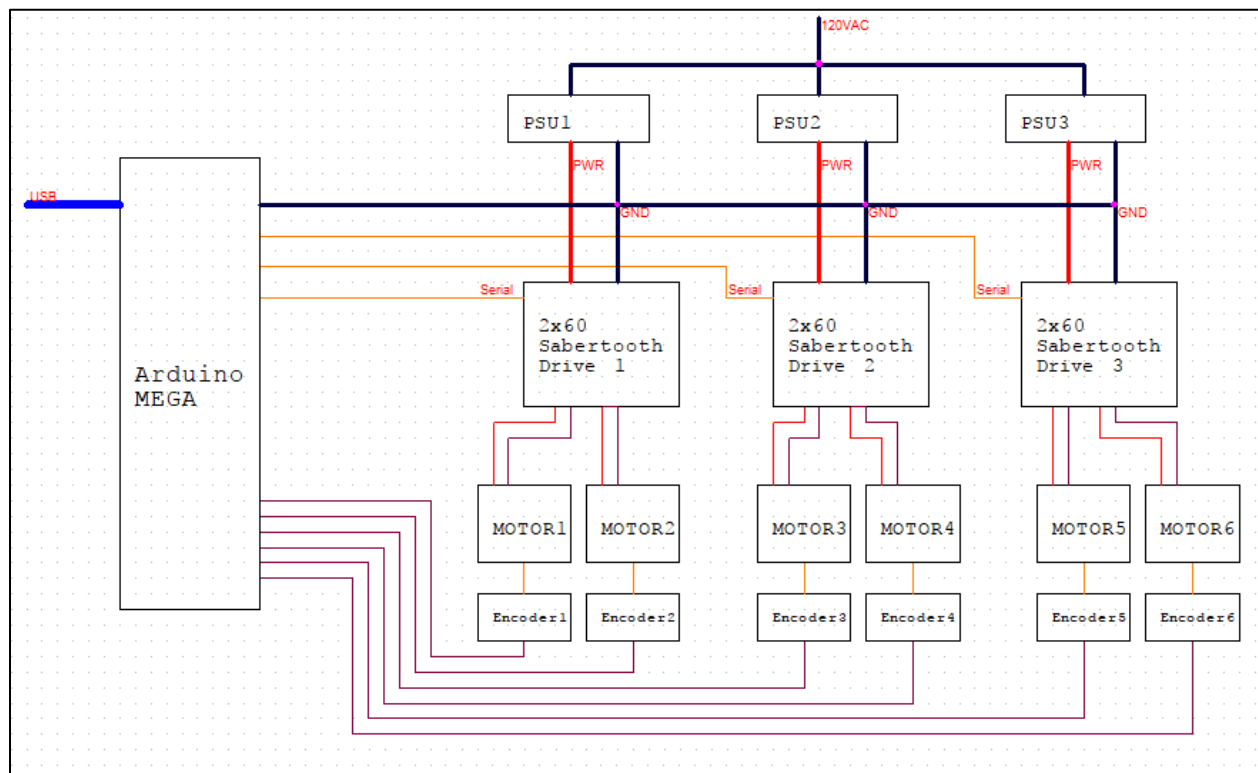 120VAC
PSU1
PSU2
PSU3
PWR
PWR
PWR
USB
GND
GND
GND
Serial
Serial
Serial
2x60
Sabertooth
Drive 1
2x60
Sabertooth
Drive 2
2x60
Sabertooth
Drive 3
Arduino
MEGA
MOTOR1
MOTOR2
MOTOR3
MOTOR4
MOTOR5
MOTOR6
Encoder1
Encoder2
Encoder3
Encoder4
Encoder5
Encoder6